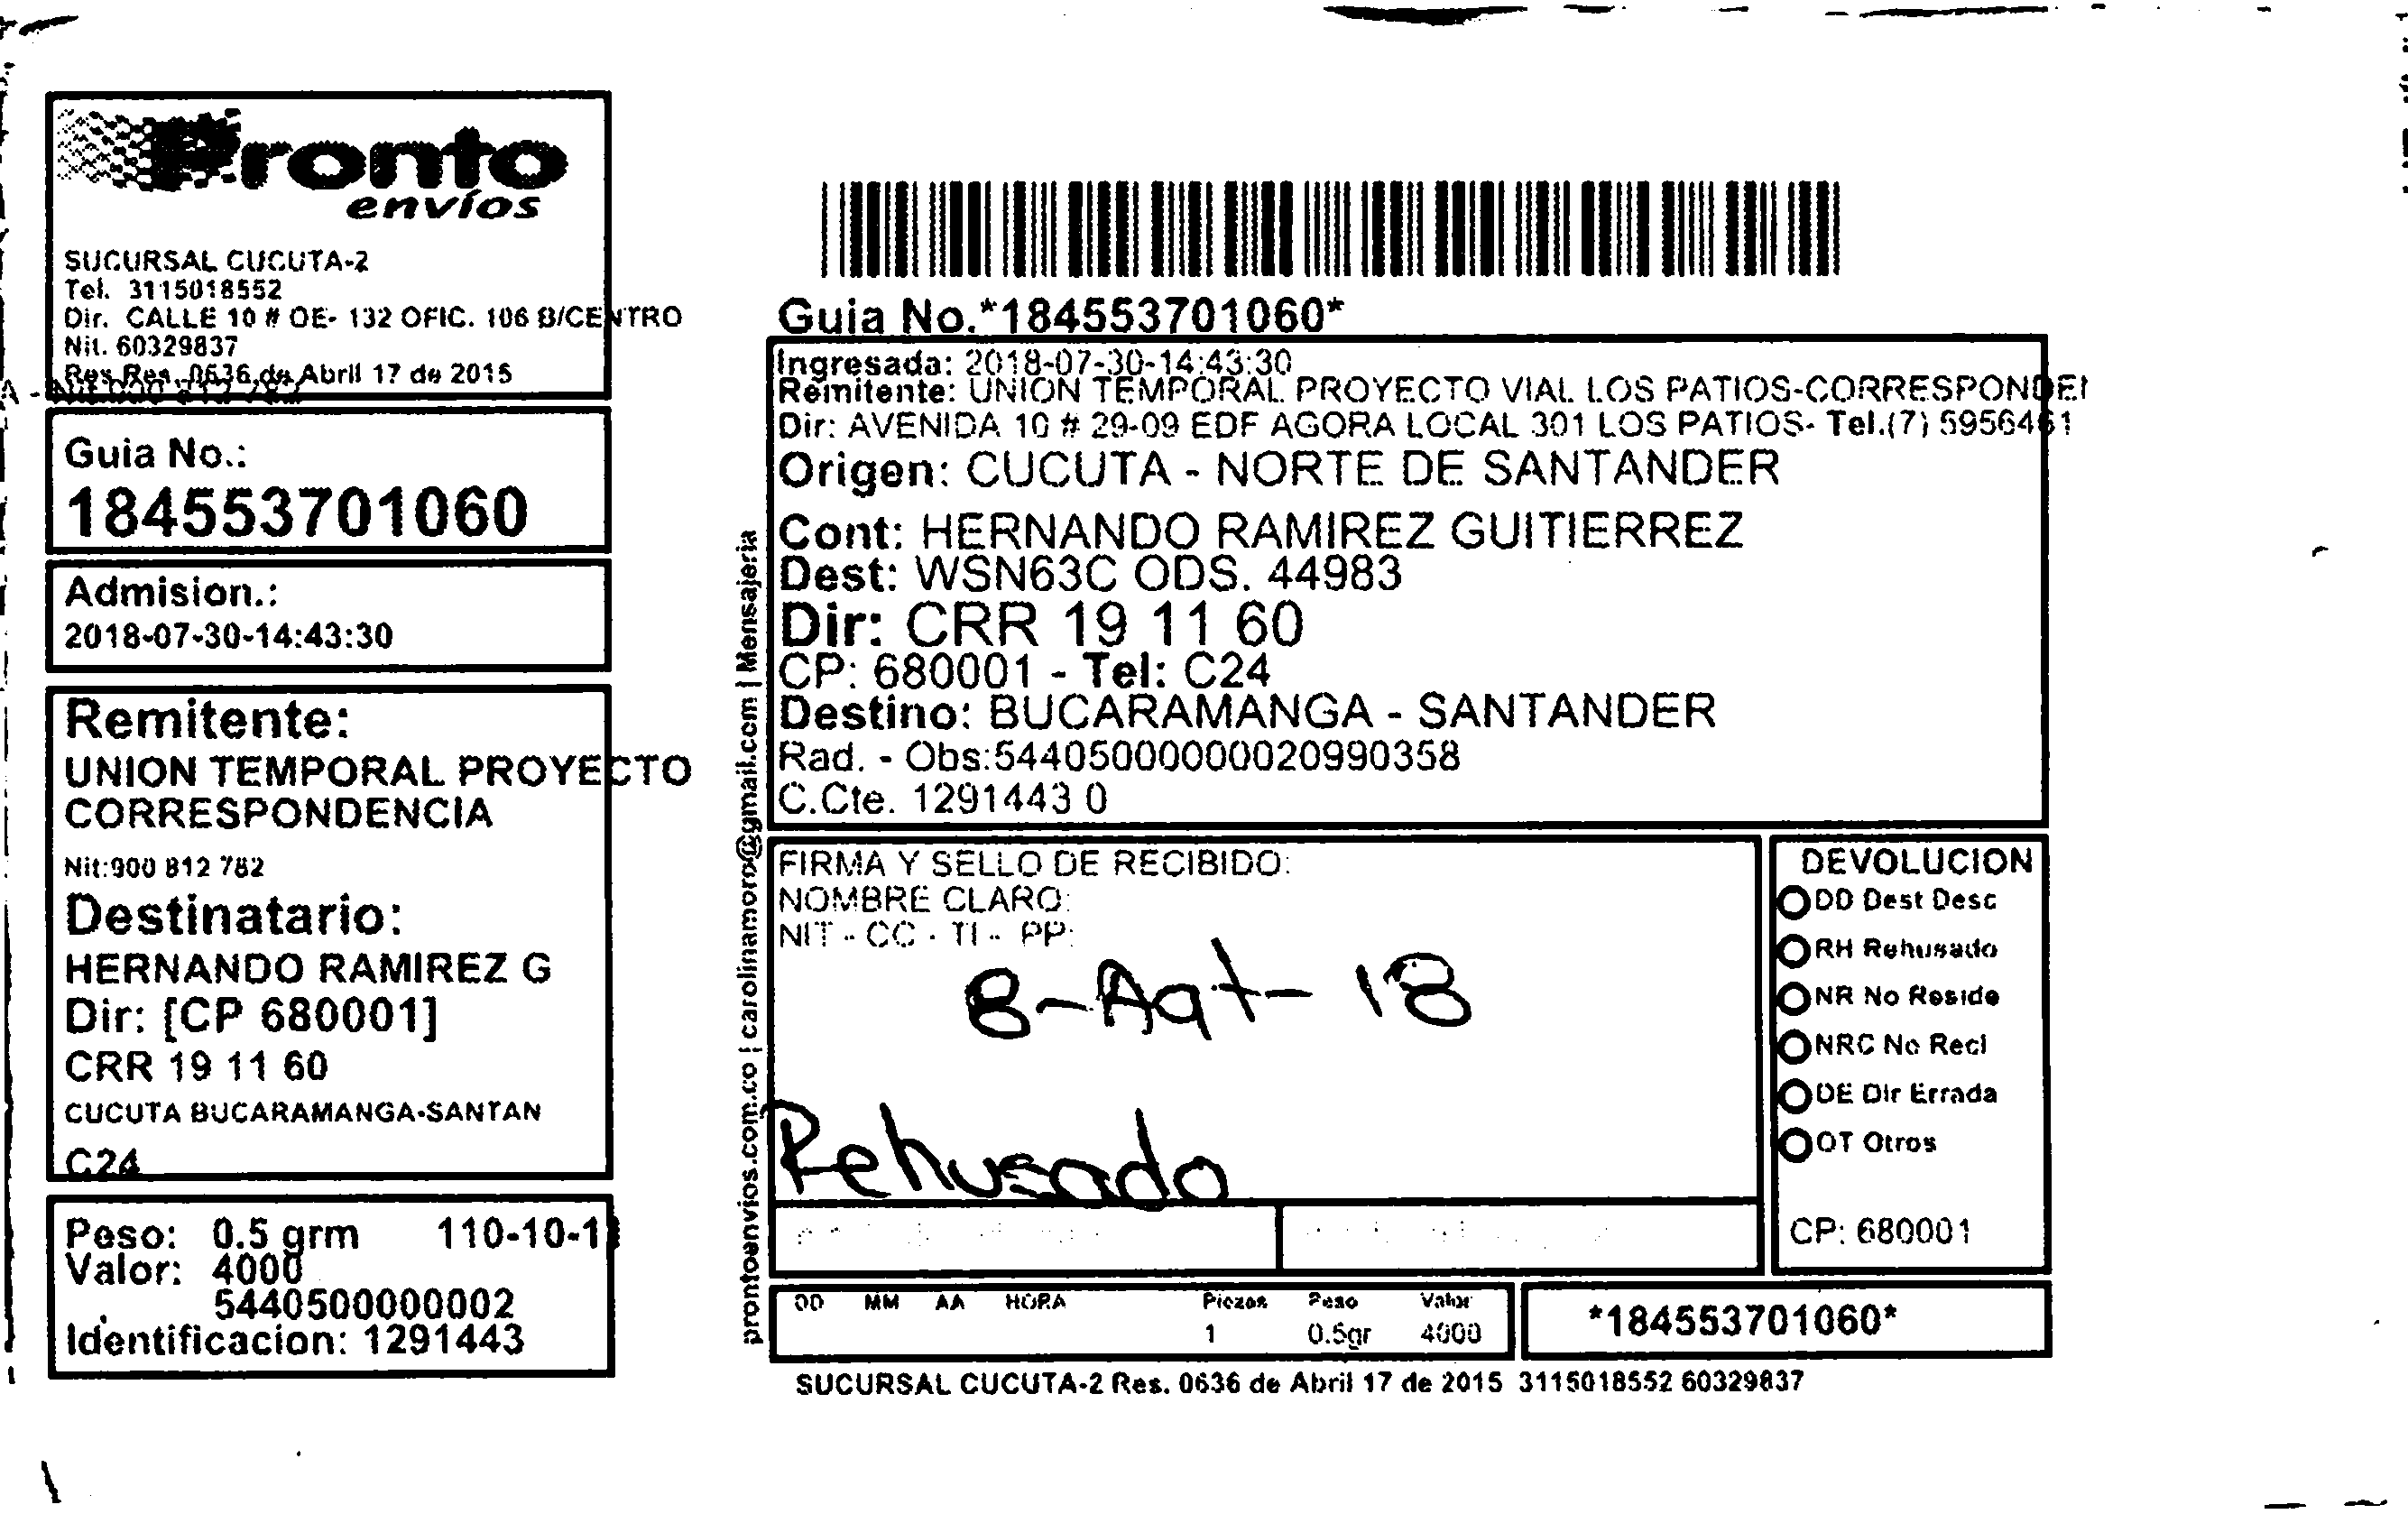 Pronto
envíos
SUCURSAL CUCUTA-2
Tel. 3115018552
Dir. CALLE 10 # OE- 132 OFIC. 106 B/CENTRO
Nit. 60329837
Res Res. 0636 de Abril 17 de 2015
Guia No.:
184553701060
Admision.:
2018-07-30-14:43:30
Remitente:
UNION TEMPORAL PROYECTO
CORRESPONDENCIA
Nit:900 812 782
Destinatario:
HERNANDO RAMIREZ G
Dir: [CP 680001]
CRR 19 11 60
CUCUTA BUCARAMANGA-SANTAN
C24
Peso: 0.5 grm 110-10-1
Valor: 4000
5440500000002
Identificacion: 1291443
prontoenvios.com.co | carolinamoro@gmail.com | Mensajeria
Guia No.*184553701060*
Ingresada: 2018-07-30-14:43:30
Remitente: UNION TEMPORAL PROYECTO VIAL LOS PATIOS-CORRESPONDEN
Dir: AVENIDA 10 # 29-09 EDF AGORA LOCAL 301 LOS PATIOS- Tel.(7) 5956461
Origen: CUCUTA - NORTE DE SANTANDER
Cont: HERNANDO RAMIREZ GUITIERREZ
Dest: WSN63C ODS. 44983
Dir: CRR 19 11 60
CP: 680001 - Tel: C24
Destino: BUCARAMANGA - SANTANDER
Rad. - Obs:544050000000020990358
C.Cte. 1291443 0
FIRMA Y SELLO DE RECIBIDO:
NOMBRE CLARO:
NIT - CC - TI - PP:
8-Agt-18
Rehusado
DEVOLUCION
DD Dest Desc
RH Rehusado
NR No Reside
NRC No Recl
DE Dir Errada
OT Otros
CP: 680001
DD MM AA HORA Piezas Peso Valor
1 0.5gr 4000
*184553701060*
SUCURSAL CUCUTA-2 Res. 0636 de Abril 17 de 2015 3115018552 60329837